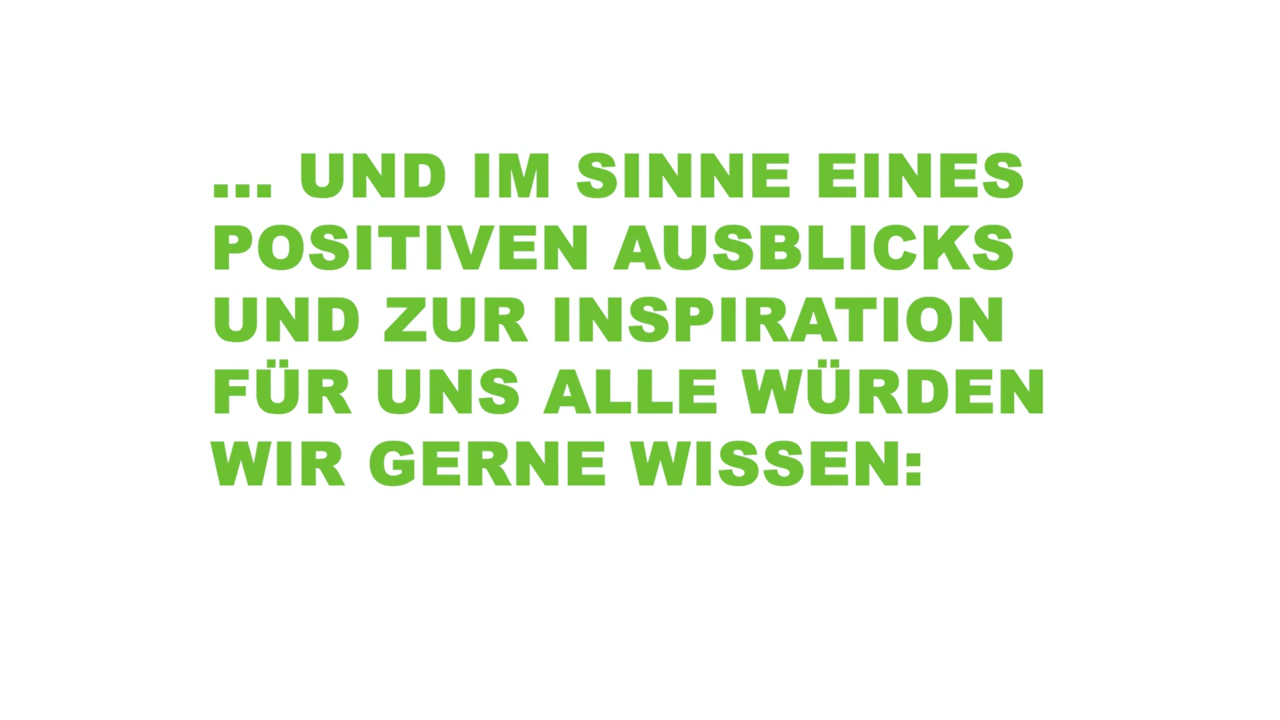 ... UND IM SINNE EINES
POSITIVEN AUSBLICKS
UND ZUR INSPIRATION
FÜR UNS ALLE WÜRDEN
WIR GERNE WISSEN: